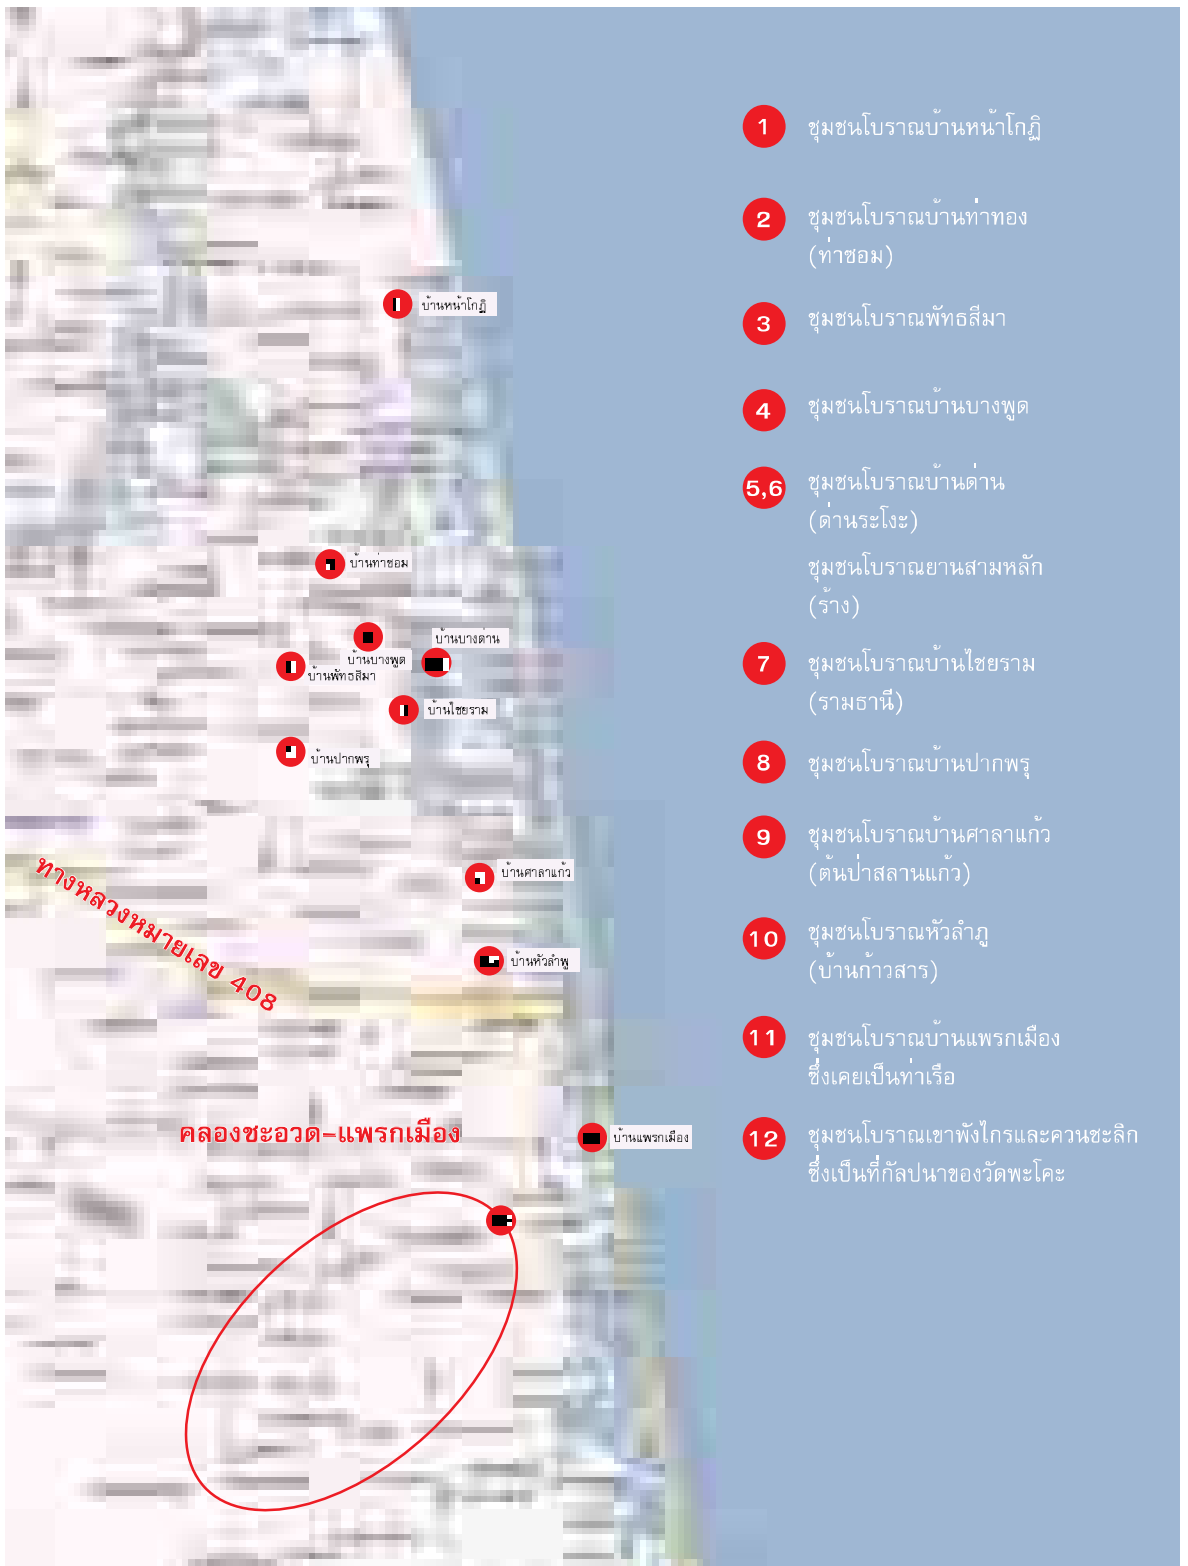 1 ชุมชนโบราณบ้านหน้าโกฏิ
2 ชุมชนโบราณบ้านท่าทอง
(ท่าชอม)
3 ชุมชนโบราณพัทธสีมา
4 ชุมชนโบราณบ้านบางพูด
5,6 ชุมชนโบราณบ้านด่าน
(ด่านระโงะ)
ชุมชนโบราณยานสามหลัก
(ร้าง)
7 ชุมชนโบราณบ้านไชยราม
(รามธานี)
8 ชุมชนโบราณบ้านปากพรุ
9 ชุมชนโบราณบ้านศาลาแก้ว
(ต้นป่าสลานแก้ว)
10 ชุมชนโบราณหัวลำภู
(บ้านก้าวสาร)
11 ชุมชนโบราณบ้านแพรกเมือง
ซึ่งเคยเป็นท่าเรือ
12 ชุมชนโบราณเขาพังไกรและควนชะลิก
ซึ่งเป็นที่กัลปนาของวัดพะโคะ
บ้านหน้าโกฏิ
บ้านท่าชอม
บ้านบางด่าน
บ้านบางพูด
บ้านพัทธสีมา
บ้านไชยราม
บ้านปากพรุ
บ้านศาลาแก้ว
ทางหลวงหมายเลข 408
บ้านหัวลำพู
คลองชะอวด-แพรกเมือง
บ้านแพรกเมือง